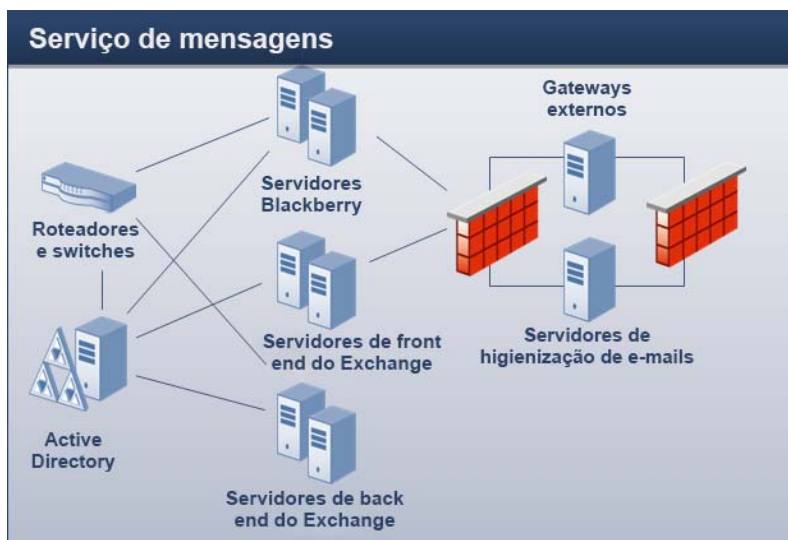 Serviço de mensagens
Gateways
externos
Servidores
Blackberry
Roteadores
e switches
Servidores de front
end do Exchange
Servidores de
higienização de e-mails
Active
Directory
Servidores de back
end do Exchange